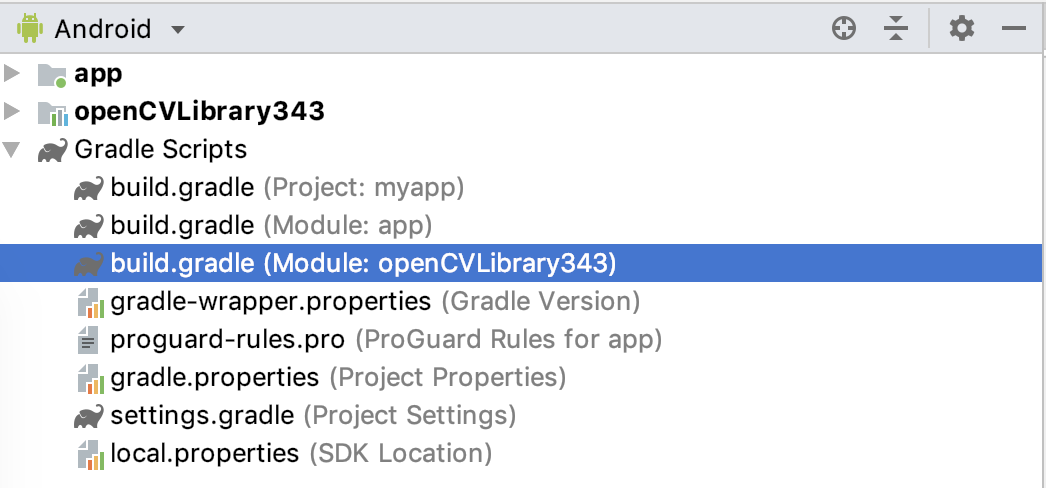 Android
app
openCVLibrary343
Gradle Scripts
build.gradle (Project: myapp)
build.gradle (Module: app)
build.gradle (Module: openCVLibrary343)
gradle-wrapper.properties (Gradle Version)
proguard-rules.pro (ProGuard Rules for app)
gradle.properties (Project Properties)
settings.gradle (Project Settings)
local.properties (SDK Location)